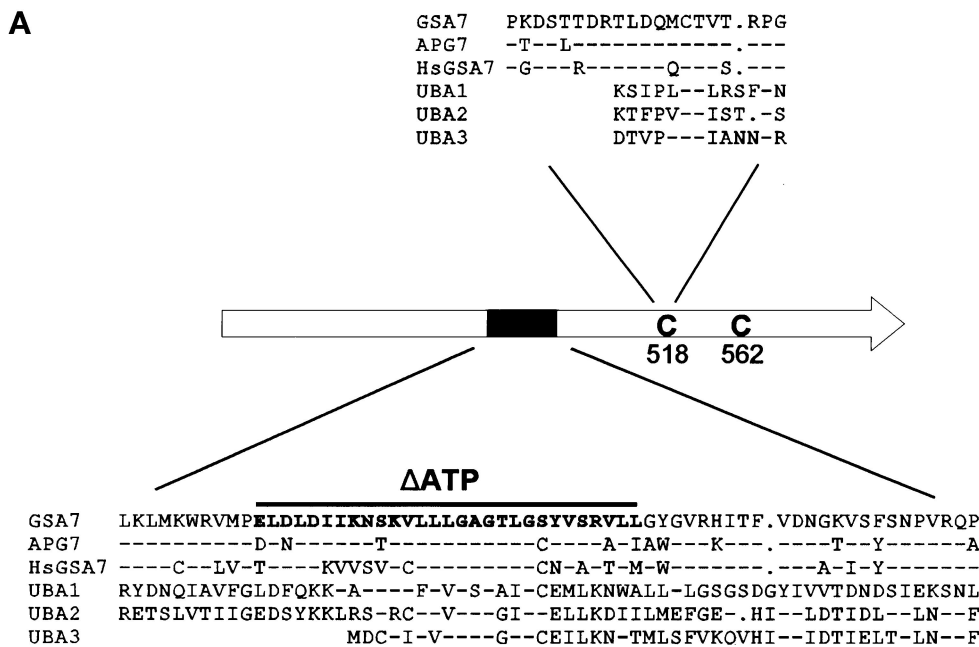 A
GSA7 PKDSTTDRTLDQMCTVT.RPG
APG7 -T--L------------.---
HsGSA7 -G---R------Q---S.---
UBA1 KSIPL--LRSF-N
UBA2 KTFPV--IST.-S
UBA3 DTVP---IANN-R
C C
518 562
ΔATP
GSA7 LKLMKWRVMPELDLDIIKNSKVLLLGAGTLGSYVSRVLLGYGVRHITF.VDNGKVSFSNPVRQP
APG7 ----------D-N------T-----------C----A-IAW---K---.----T--Y------A
HsGSA7 ----C--LV-T----KVVSV-C---------CN-A-T-M-W-------.---A-I-Y-------
UBA1 RYDNQIAVFGLDFQKK-A----F-V-S-AI-CEMLKNWALL-LGSGSDGYIVVTDNDSIEKSNL
UBA2 RETSLVTIIGEDSYKKLRS-RC--V---GI--ELLKDIILMEFGE-.HI--LDTIDL--LN--F
UBA3 MDC-I-V----G--CEILKN-TMLSFVKQVHI--IDTIELT-LN--F